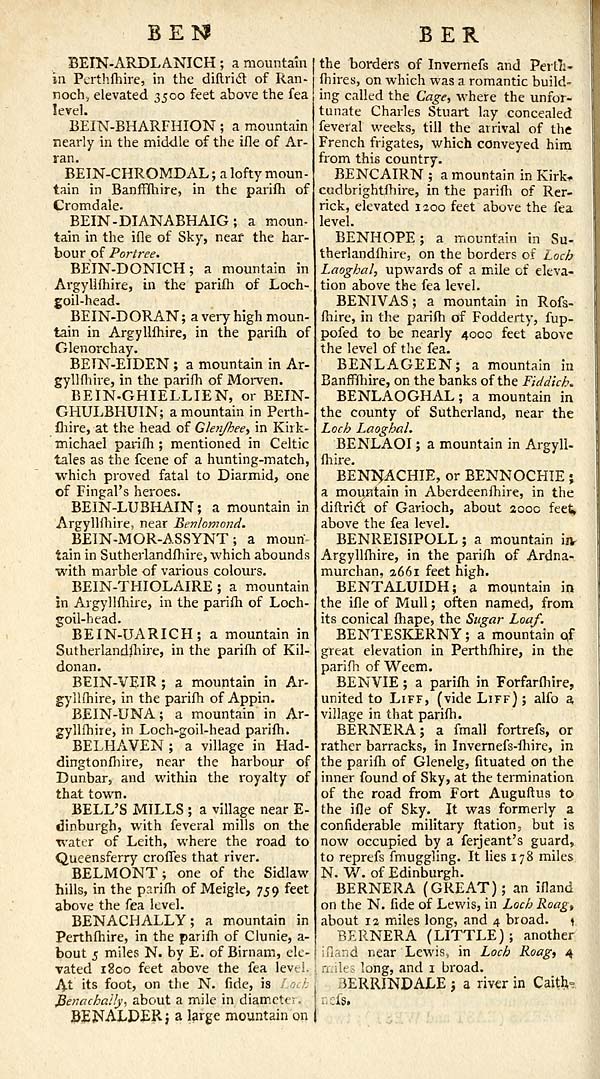 BEN
BEIN-ARDLANICH; a mountain
in Perthſhire, in the diſtrict of Ran-
noch, elevated 3500 feet above the ſea
level.
BEIN-BHARFHION; a mountain
nearly in the middle of the iſle of Ar-
ran.
BEIN-CHROMDAL; a lofty moun-
tain in Banffſhire, in the pariſh of
Cromdale.
BEIN-DIANABHAIG; a moun-
tain in the iſle of Sky, near the har-
bour of Portree.
BEIN-DONICH; a mountain in
Argyllſhire, in the pariſh of Loch-
goil-head.
BEIN-DORAN; a very high moun-
tain in Argyllſhire, in the pariſh of
Glenorchay.
BEIN-EIDEN; a mountain in Ar-
gyllſhire, in the pariſh of Morven.
BEIN-GHIELLIEN, or BEIN-
GHULBHUIN; a mountain in Perth-
ſhire, at the head of Glenſhee, in Kirk-
michael pariſh; mentioned in Celtic
tales as the ſcene of a hunting-match,
which proved fatal to Diarmid, one
of Fingal's heroes.
BEIN-LUBHAIN; a mountain in
Argyllſhire, near Benlomond.
BEIN-MOR-ASSYNT; a moun-
tain in Sutherlandſhire, which abounds
with marble of various colours.
BEIN-THIOLAIRE; a mountain
in Argyllſhire, in the pariſh of Loch-
goil-head.
BEIN-UARICH; a mountain in
Sutherlandſhire, in the pariſh of Kil-
donan.
BEIN-VEIR; a mountain in Ar-
gyllſhire, in the pariſh of Appin.
BEIN-UNA; a mountain in Ar-
gyllſhire, in Loch-goil-head pariſh.
BELHAVEN; a village in Had-
dingtonſhire, near the harbour of
Dunbar, and within the royalty of
that town.
BELL'S MILLS; a village near E-
dinburgh, with ſeveral mills on the
water of Leith, where the road to
Queensferry croſſes that river.
BELMONT; one of the Sidlaw
hills, in the pariſh of Meigle, 759 feet
above the ſea level.
BENACHALLY; a mountain in
Perthſhire, in the pariſh of Clunie, a-
bout 5 miles N. by E. of Birnam, ele-
vated 1800 feet above the ſea level.
At its foot, on the N. ſide, is Loch
Benachally, about a mile in diameter.
BENALDER; a large mountain on
BER
the borders of Inverneſs and Perth-
ſhires, on which was a romantic build-
ing called the Cage, where the unfor-
tunate Charles Stuart lay concealed
ſeveral weeks, till the arrival of the
French frigates, which conveyed him
from this country.
BENCAIRN; a mountain in Kirk-
cudbrightſhire, in the pariſh of Rer-
rick, elevated 1200 feet above the ſea
level.
BENHOPE; a mountain in Su-
therlandſhire, on the borders of Loch
Laoghal, upwards of a mile of eleva-
tion above the ſea level.
BENIVAS; a mountain in Roſs-
ſhire, in the pariſh of Fodderty, ſup-
poſed to be nearly 4000 feet above
the level of the ſea.
BENLAGEEN; a mountain in
Banffſhire, on the banks of the Fiddich.
BENLAOGHAL; a mountain in
the county of Sutherland, near the
Loch Laoghal.
BENLAOI; a mountain in Argyll-
ſhire.
BENNACHIE, or BENNOCHIE;
a mountain in Aberdeenſhire, in the
diſtrict of Garioch, about 2000 feet,
above the ſea level.
BENREISIPOLL; a mountain in
Argyllſhire, in the pariſh of Ardna-
murchan, 2661 feet high.
BENTALUIDH; a mountain in
the iſle of Mull; often named, from
its conical ſhape, the Sugar Loaf.
BENTESKERNY; a mountain of
great elevation in Perthſhire, in the
pariſh of Weem.
BENVIE; a pariſh in Forfarſhire,
united to LIFF, (vide LIFF); alſo a
village in that pariſh.
BERNERA; a ſmall fortreſs, or
rather barracks, in Inverneſs-ſhire, in
the pariſh of Glenelg, ſituated on the
inner ſound of Sky, at the termination
of the road from Fort Auguſtus to
the iſle of Sky. It was formerly a
conſiderable military ſtation, but is
now occupied by a ſerjeant's guard,
to repreſs ſmuggling. It lies 178 miles
N. W. of Edinburgh.
BERNERA (GREAT); an iſland
on the N. ſide of Lewis, in Loch Roag,
about 12 miles long, and 4 broad.
BERNERA (LITTLE); another
iſland near Lewis, in Loch Roag, 4
miles long, and 1 broad.
BERRINDALE; a river in Caith-
neſs,